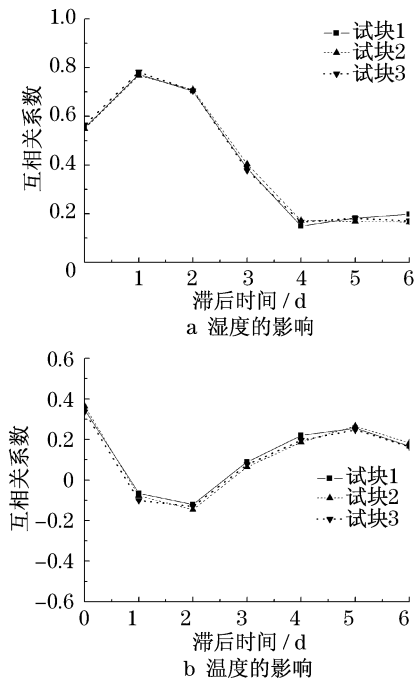 1.0
0.8
0.6
0.4
0.2
0
互相关系数
试块1
试块2
试块3
1 2 3 4 5 6
滞后时间 / d
a 湿度的影响
0.6
0.4
0.2
0
−0.2
−0.4
−0.6
互相关系数
试块1
试块2
试块3
0 1 2 3 4 5 6
滞后时间 / d
b 温度的影响